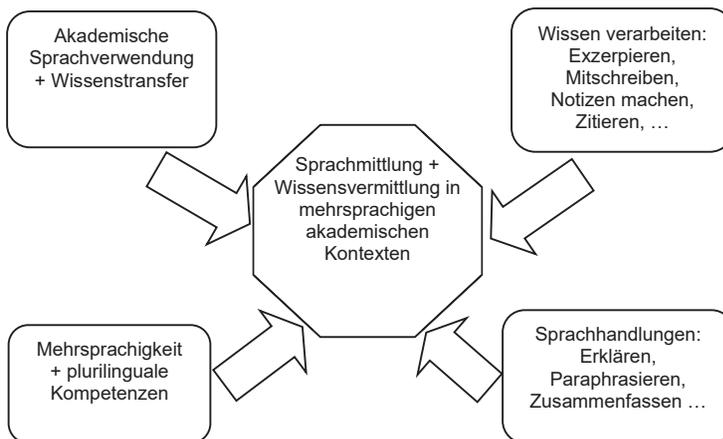 Akademische
Sprachverwendung
+ Wissenstransfer
Wissen verarbeiten:
Exzerpieren,
Mitschreiben,
Notizen machen,
Zitieren, …
Sprachmittlung +
Wissensvermittlung in
mehrsprachigen
akademischen
Kontexten
Mehrsprachigkeit
+ plurilinguale
Kompetenzen
Sprachhandlungen:
Erklären,
Paraphrasieren,
Zusammenfassen …